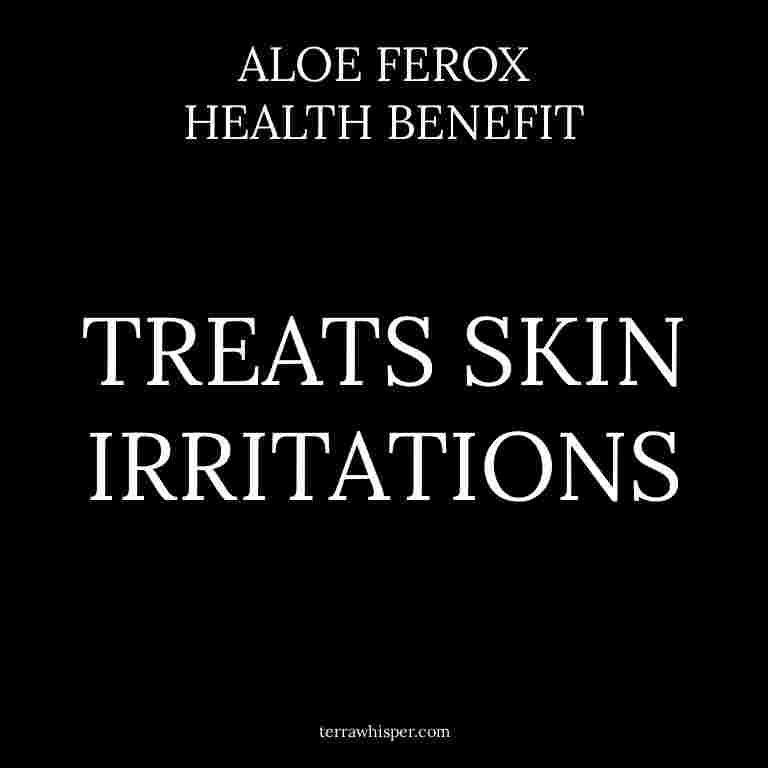 ALOE FEROX
HEALTH BENEFIT
TREATS SKIN
IRRITATIONS
terrawhisper.com